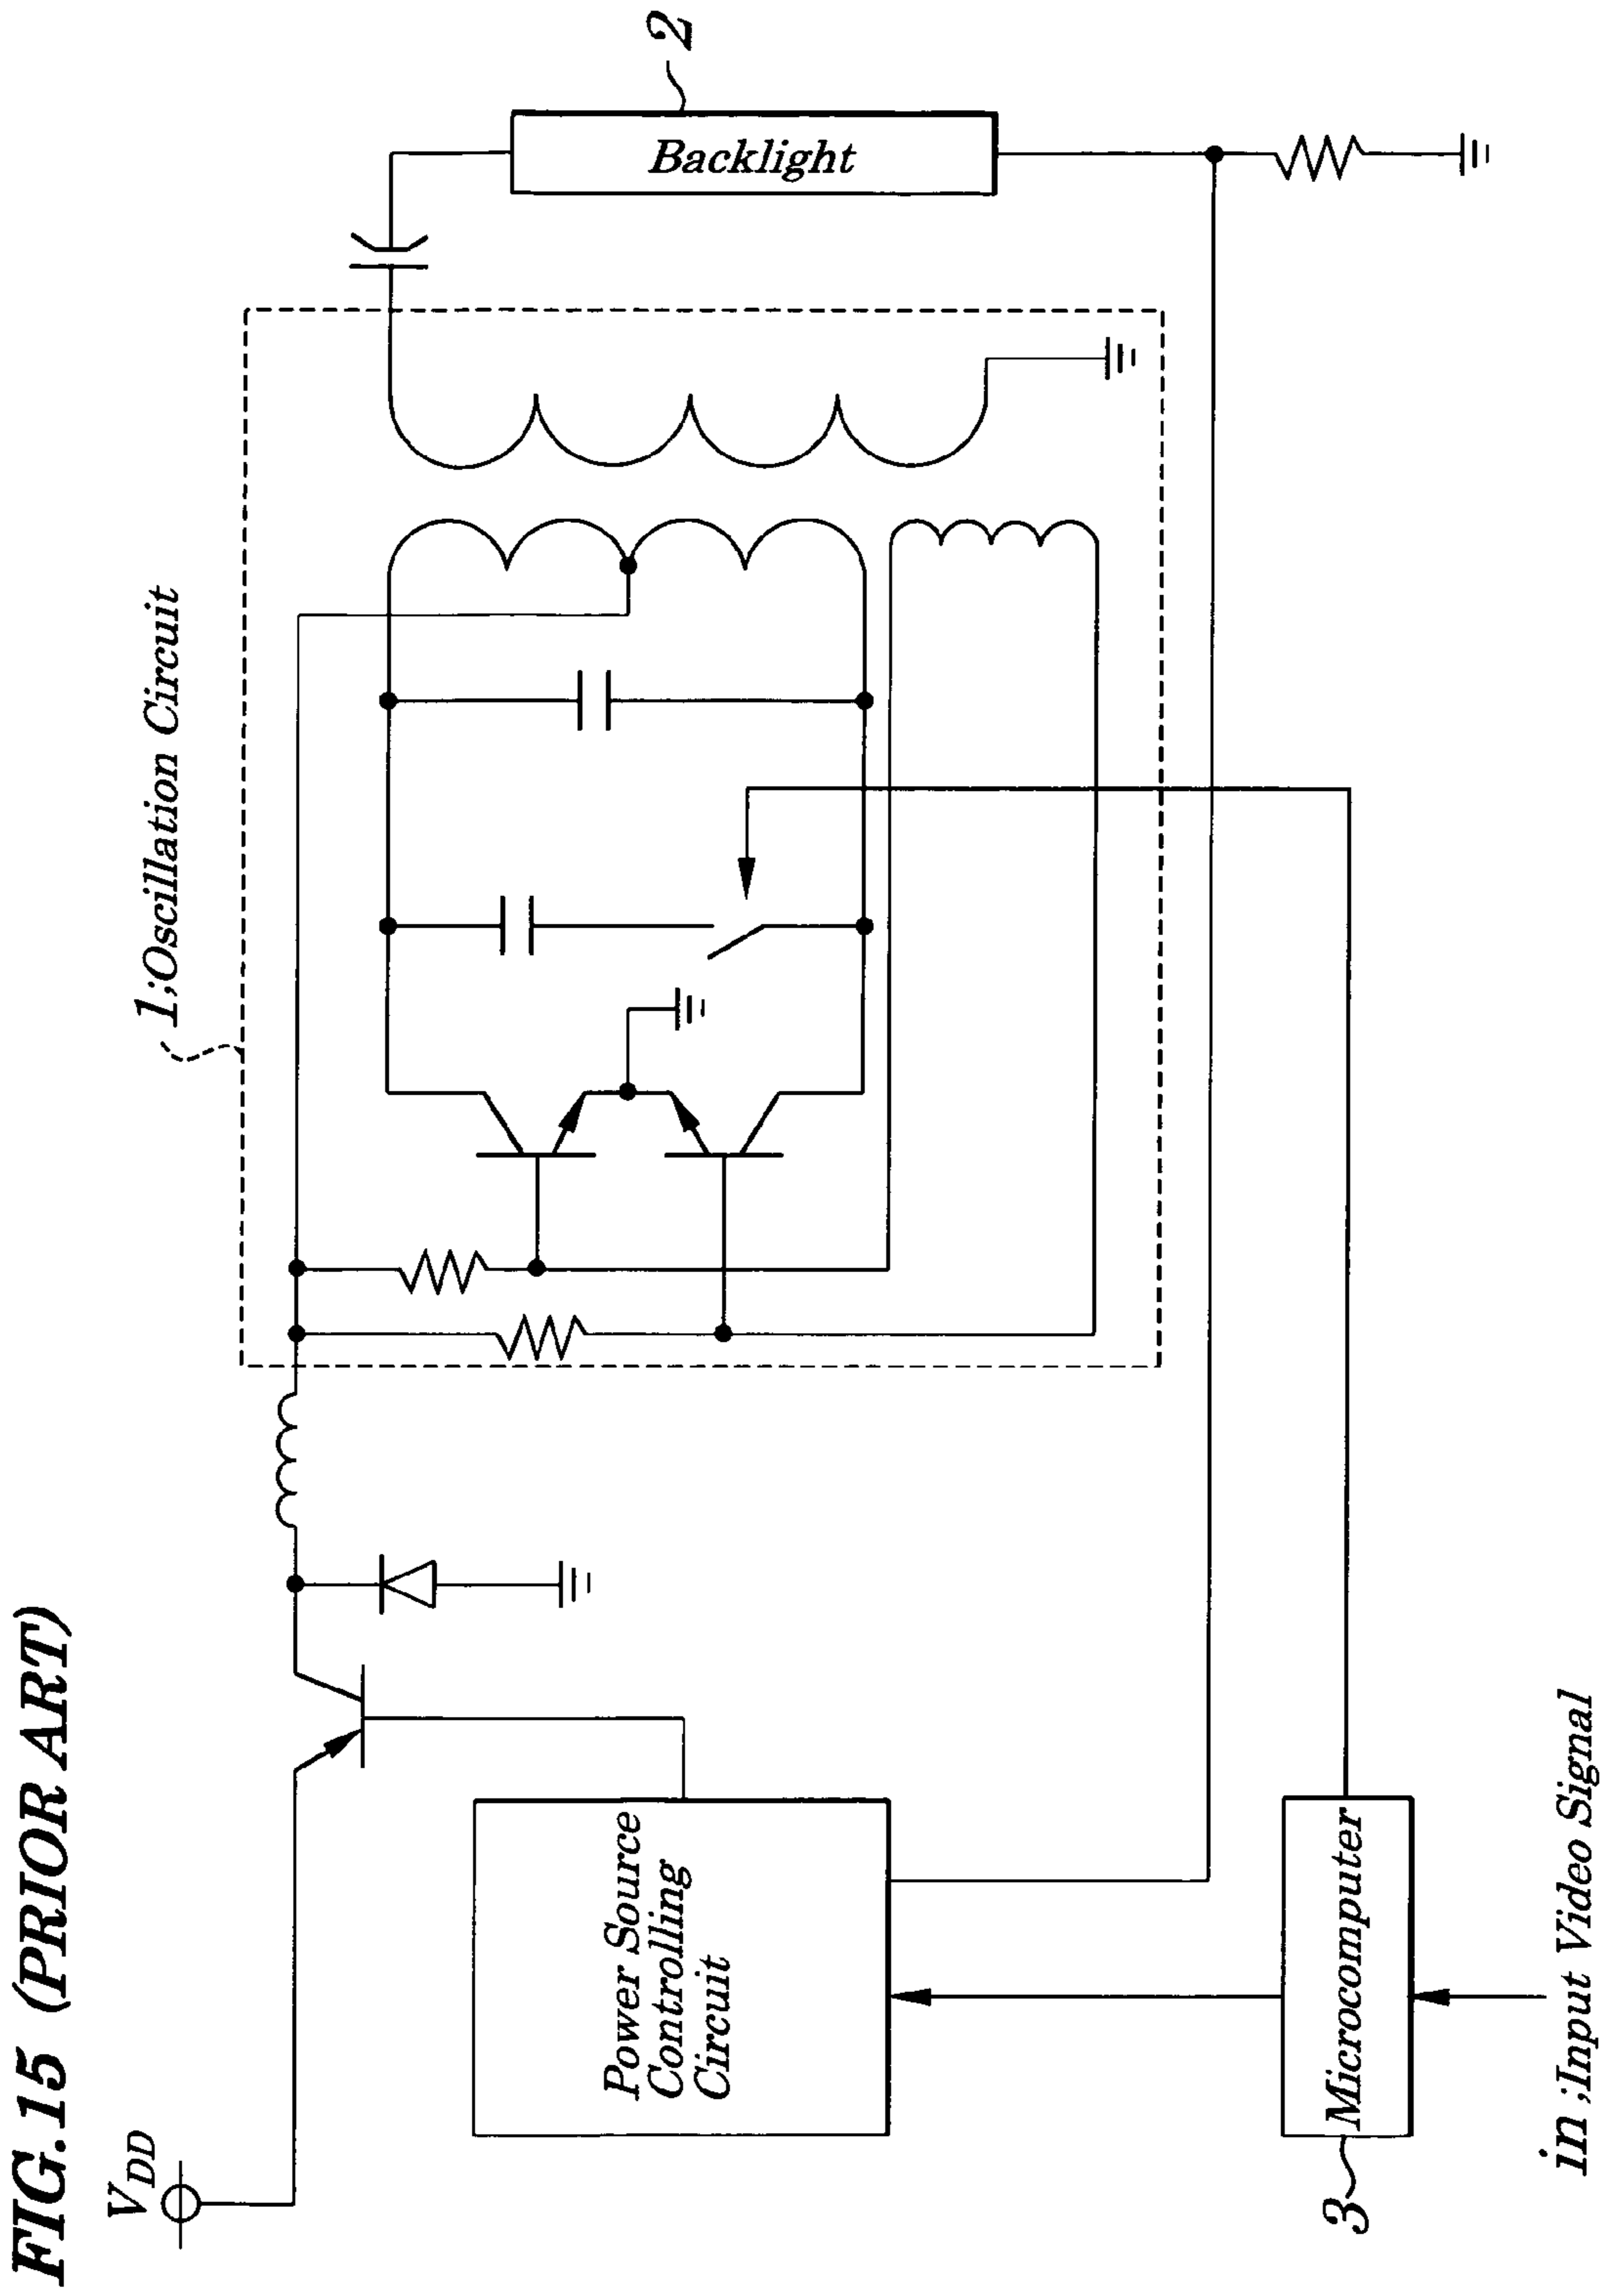 FIG.15 (PRIOR ART)
V_DD
1;Oscillation Circuit
2
Backlight
Power Source
Controlling
Circuit
3
Microcomputer
in ;Input Video Signal